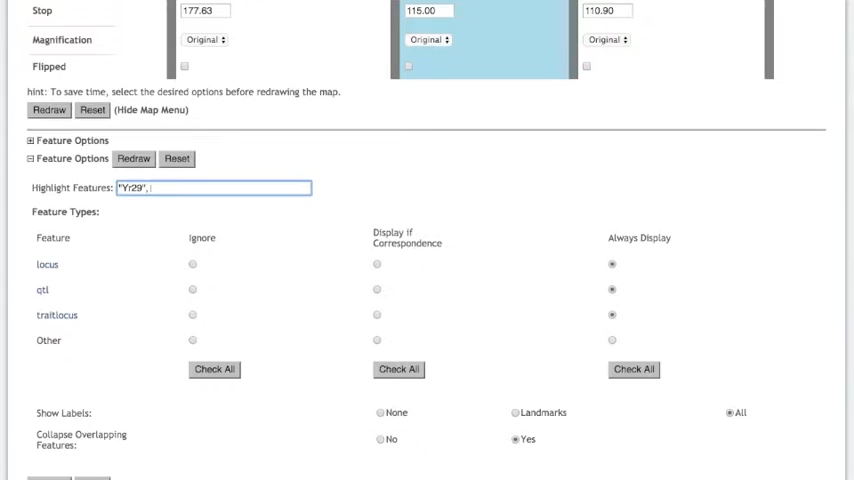 Stop 177.63 115.00 110.90
Magnification Original Original Original
Flipped
hint: To save time, select the desired options before redrawing the map.
Redraw Reset (Hide Map Menu)
Feature Options
Feature Options Redraw Reset
Highlight Features: "Yr29",
Feature Types:
Feature Ignore Display if Correspondence Always Display
locus
qtl
traitlocus
Other
Check All Check All Check All
Show Labels: None Landmarks All
Collapse Overlapping Features: No Yes